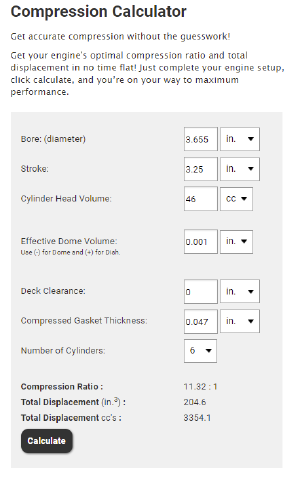 Compression Calculator
Get accurate compression without the guesswork!
Get your engine's optimal compression ratio and total
displacement in no time flat! Just complete your engine setup,
click calculate, and you're on your way to maximum
performance.
Bore: (diameter) 3.655 in.
Stroke: 3.25 in.
Cylinder Head Volume: 46 cc
Effective Dome Volume: 0.001 in.
Use (-) for Dome and (+) for Dish.
Deck Clearance: 0 in.
Compressed Gasket Thickness: 0.047 in.
Number of Cylinders: 6
Compression Ratio : 11.32 : 1
Total Displacement (in.³) : 204.6
Total Displacement cc's : 3354.1
Calculate